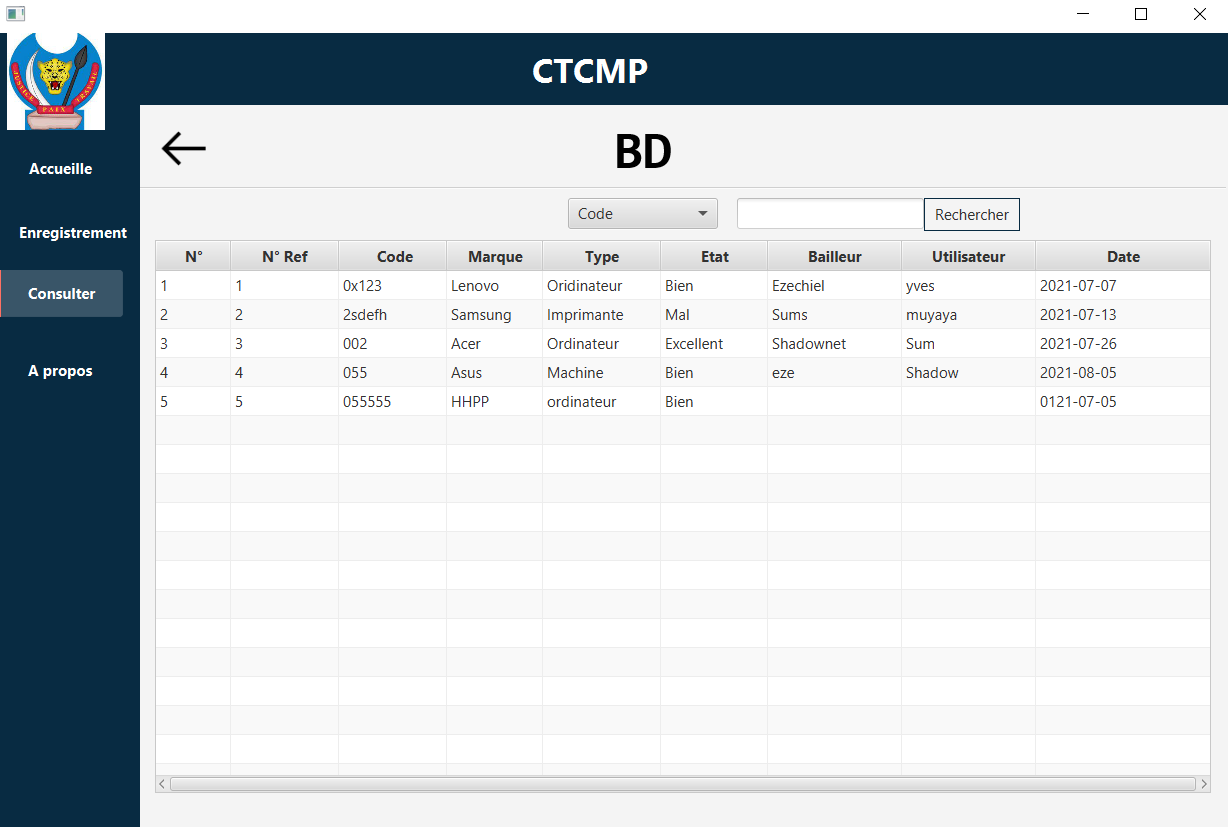 CTCMP
JUSTICE PAIX TRAVAIL
BD
Accueille
Enregistrement
Consulter
A propos
Code Rechercher
N° N° Ref Code Marque Type Etat Bailleur Utilisateur Date
1 1 0x123 Lenovo Oridinateur Bien Ezechiel yves 2021-07-07
2 2 2sdefh Samsung Imprimante Mal Sums muyaya 2021-07-13
3 3 002 Acer Ordinateur Excellent Shadownet Sum 2021-07-26
4 4 055 Asus Machine Bien eze Shadow 2021-08-05
5 5 055555 HHPP ordinateur Bien 0121-07-05